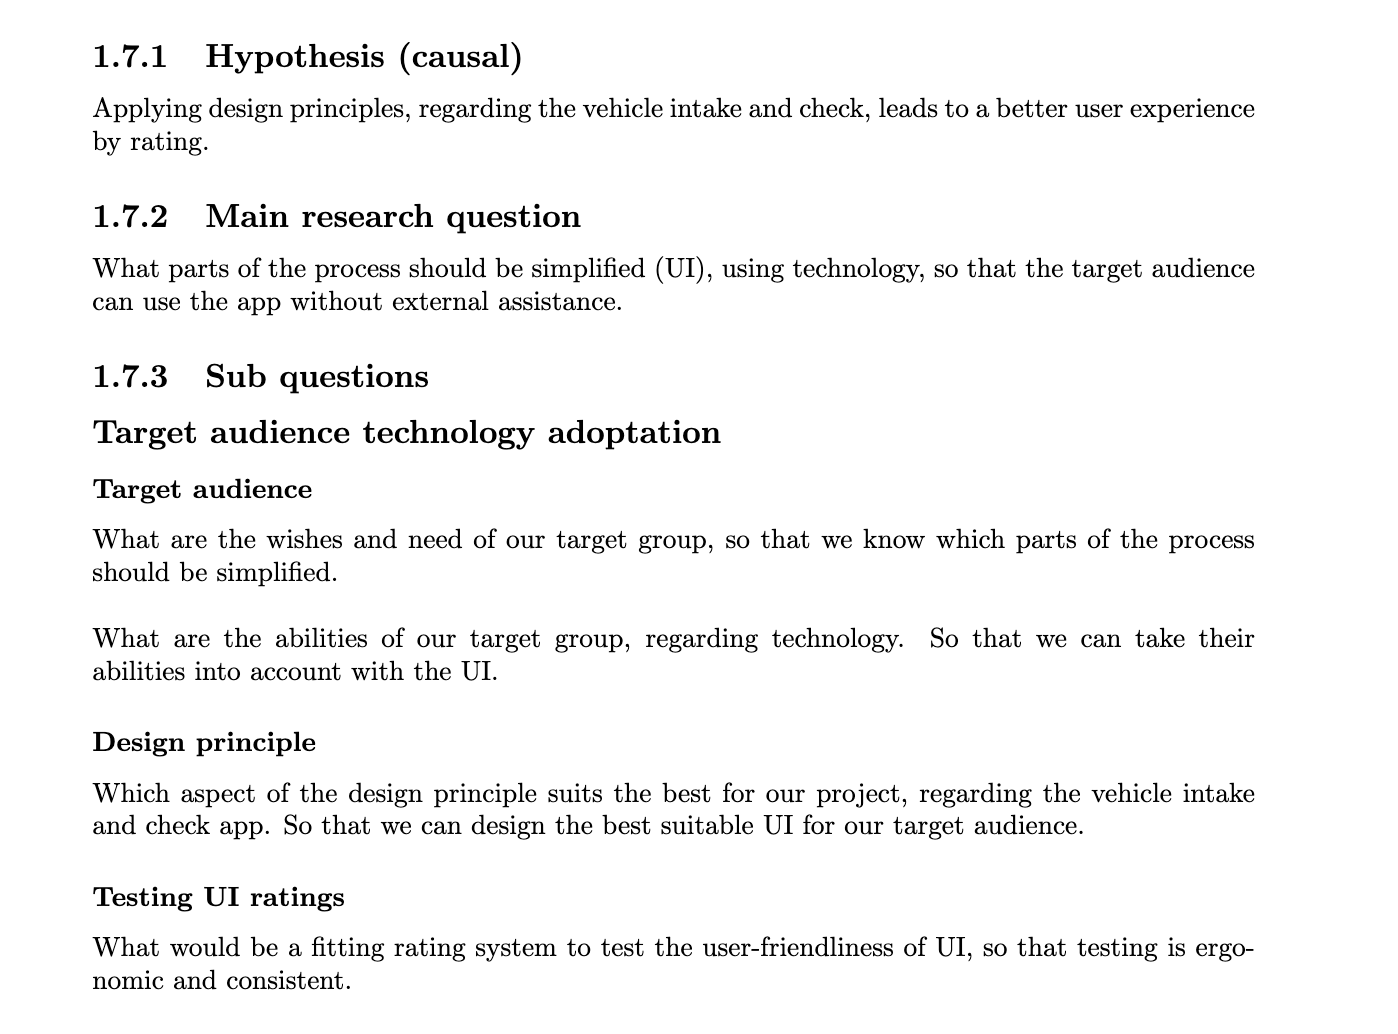 1.7.1 Hypothesis (causal)
Applying design principles, regarding the vehicle intake and check, leads to a better user experience
by rating.
1.7.2 Main research question
What parts of the process should be simplified (UI), using technology, so that the target audience
can use the app without external assistance.
1.7.3 Sub questions
Target audience technology adoptation
Target audience
What are the wishes and need of our target group, so that we know which parts of the process
should be simplified.
What are the abilities of our target group, regarding technology. So that we can take their
abilities into account with the UI.
Design principle
Which aspect of the design principle suits the best for our project, regarding the vehicle intake
and check app. So that we can design the best suitable UI for our target audience.
Testing UI ratings
What would be a fitting rating system to test the user-friendliness of UI, so that testing is ergo-
nomic and consistent.